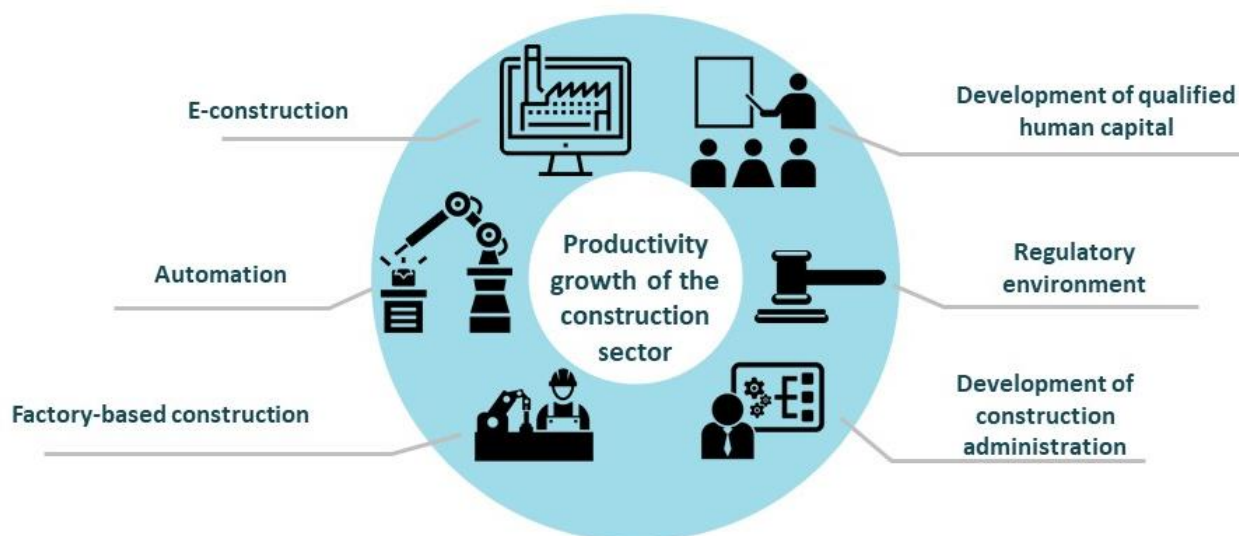 E-construction
Automation
Factory-based construction
Productivity
growth of the
construction
sector
Development of qualified
human capital
Regulatory
environment
Development of
construction
administration